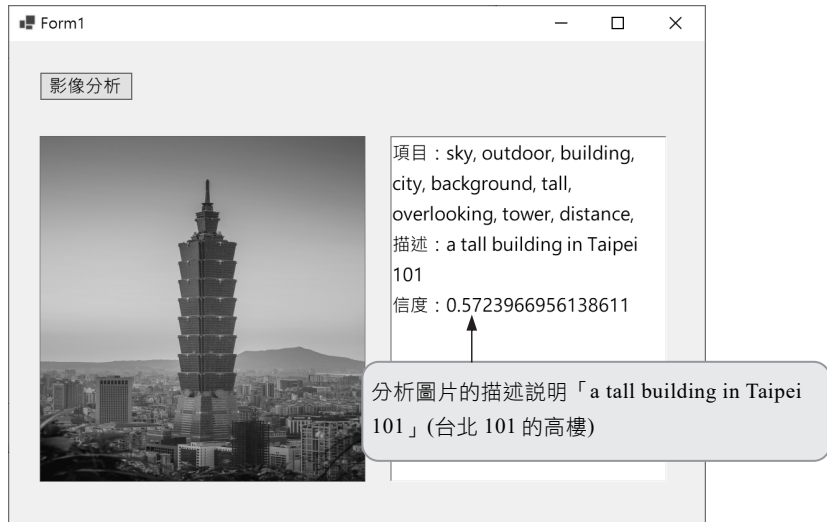 Form1
影像分析
項目：sky, outdoor, building,
city, background, tall,
overlooking, tower, distance,
描述：a tall building in Taipei
101
信度：0.5723966956138611
分析圖片的描述説明「a tall building in Taipei
101」(台北 101 的高樓)